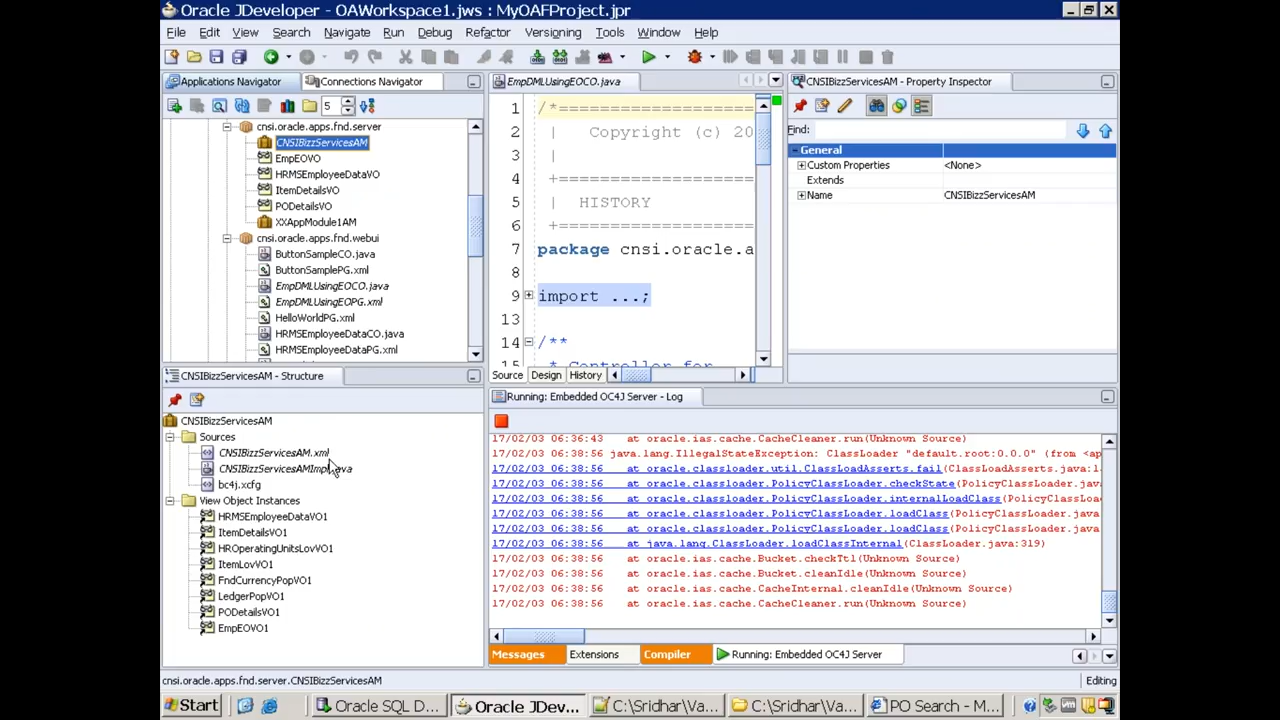 Oracle JDeveloper - OAWorkspace1.jws : MyOAFProject.jpr
File Edit View Search Navigate Run Debug Refactor Versioning Tools Window Help
Applications Navigator Connections Navigator
5
cnsi.oracle.apps.fnd.server
CNSIBizzServicesAM
EmpEOVO
HRMSEmployeeDataVO
ItemDetailsVO
PODetailsVO
XXAppModule1AM
cnsi.oracle.apps.fnd.webui
ButtonSampleCO.java
ButtonSamplePG.xml
EmpDMLUsingEOCO.java
EmpDMLUsingEOPG.xml
HelloWorldPG.xml
HRMSEmployeeDataCO.java
HRMSEmployeeDataPG.xml
EmpDMLUsingEOCO.java
1 /*====================
2 | Copyright (c) 20
3 |
4 +====================
5 | HISTORY
6 +====================
7 package cnsi.oracle.a
8
9 import ...;
13
14 /**
15 * Controller for
Source Design History
CNSIBizzServicesAM - Property Inspector
Find:
General
Custom Properties <None>
Extends
Name CNSIBizzServicesAM
CNSIBizzServicesAM - Structure
CNSIBizzServicesAM
Sources
CNSIBizzServicesAM.xml
bc4j.xcfg
View Object Instances
HRMSEmployeeDataVO1
ItemDetailsVO1
HROperatingUnitsLovVO1
ItemLovVO1
FndCurrencyPopVO1
LedgerPopVO1
PODetailsVO1
EmpEOVO1
Running: Embedded OC4J Server - Log
17/02/03 06:36:43 at oracle.ias.cache.CacheCleaner.run(Unknown Source)
17/02/03 06:38:56 java.lang.IllegalStateException: ClassLoader "default.root:0.0.0" (from <ap
17/02/03 06:38:56 at oracle.classloader.util.ClassLoadAsserts.fail(ClassLoadAsserts.java:1
17/02/03 06:38:56 at oracle.classloader.PolicyClassLoader.checkState(PolicyClassLoader.java
17/02/03 06:38:56 at oracle.classloader.PolicyClassLoader.internalLoadClass(PolicyClassLoad
17/02/03 06:38:56 at oracle.classloader.PolicyClassLoader.loadClass(PolicyClassLoader.java:
17/02/03 06:38:56 at oracle.classloader.PolicyClassLoader.loadClass(PolicyClassLoader.java:
17/02/03 06:38:56 at java.lang.ClassLoader.loadClassInternal(ClassLoader.java:319)
17/02/03 06:38:56 at oracle.ias.cache.Bucket.checkTtl(Unknown Source)
17/02/03 06:38:56 at oracle.ias.cache.Bucket.cleanIdle(Unknown Source)
17/02/03 06:38:56 at oracle.ias.cache.CacheInternal.cleanIdle(Unknown Source)
17/02/03 06:38:56 at oracle.ias.cache.CacheCleaner.run(Unknown Source)
Messages Extensions Compiler Running: Embedded OC4J Server
cnsi.oracle.apps.fnd.server.CNSIBizzServicesAM Editing
Start Oracle SQL D... Oracle JDev... C:\Sridhar\Va... C:\Sridhar\Va... PO Search - M...